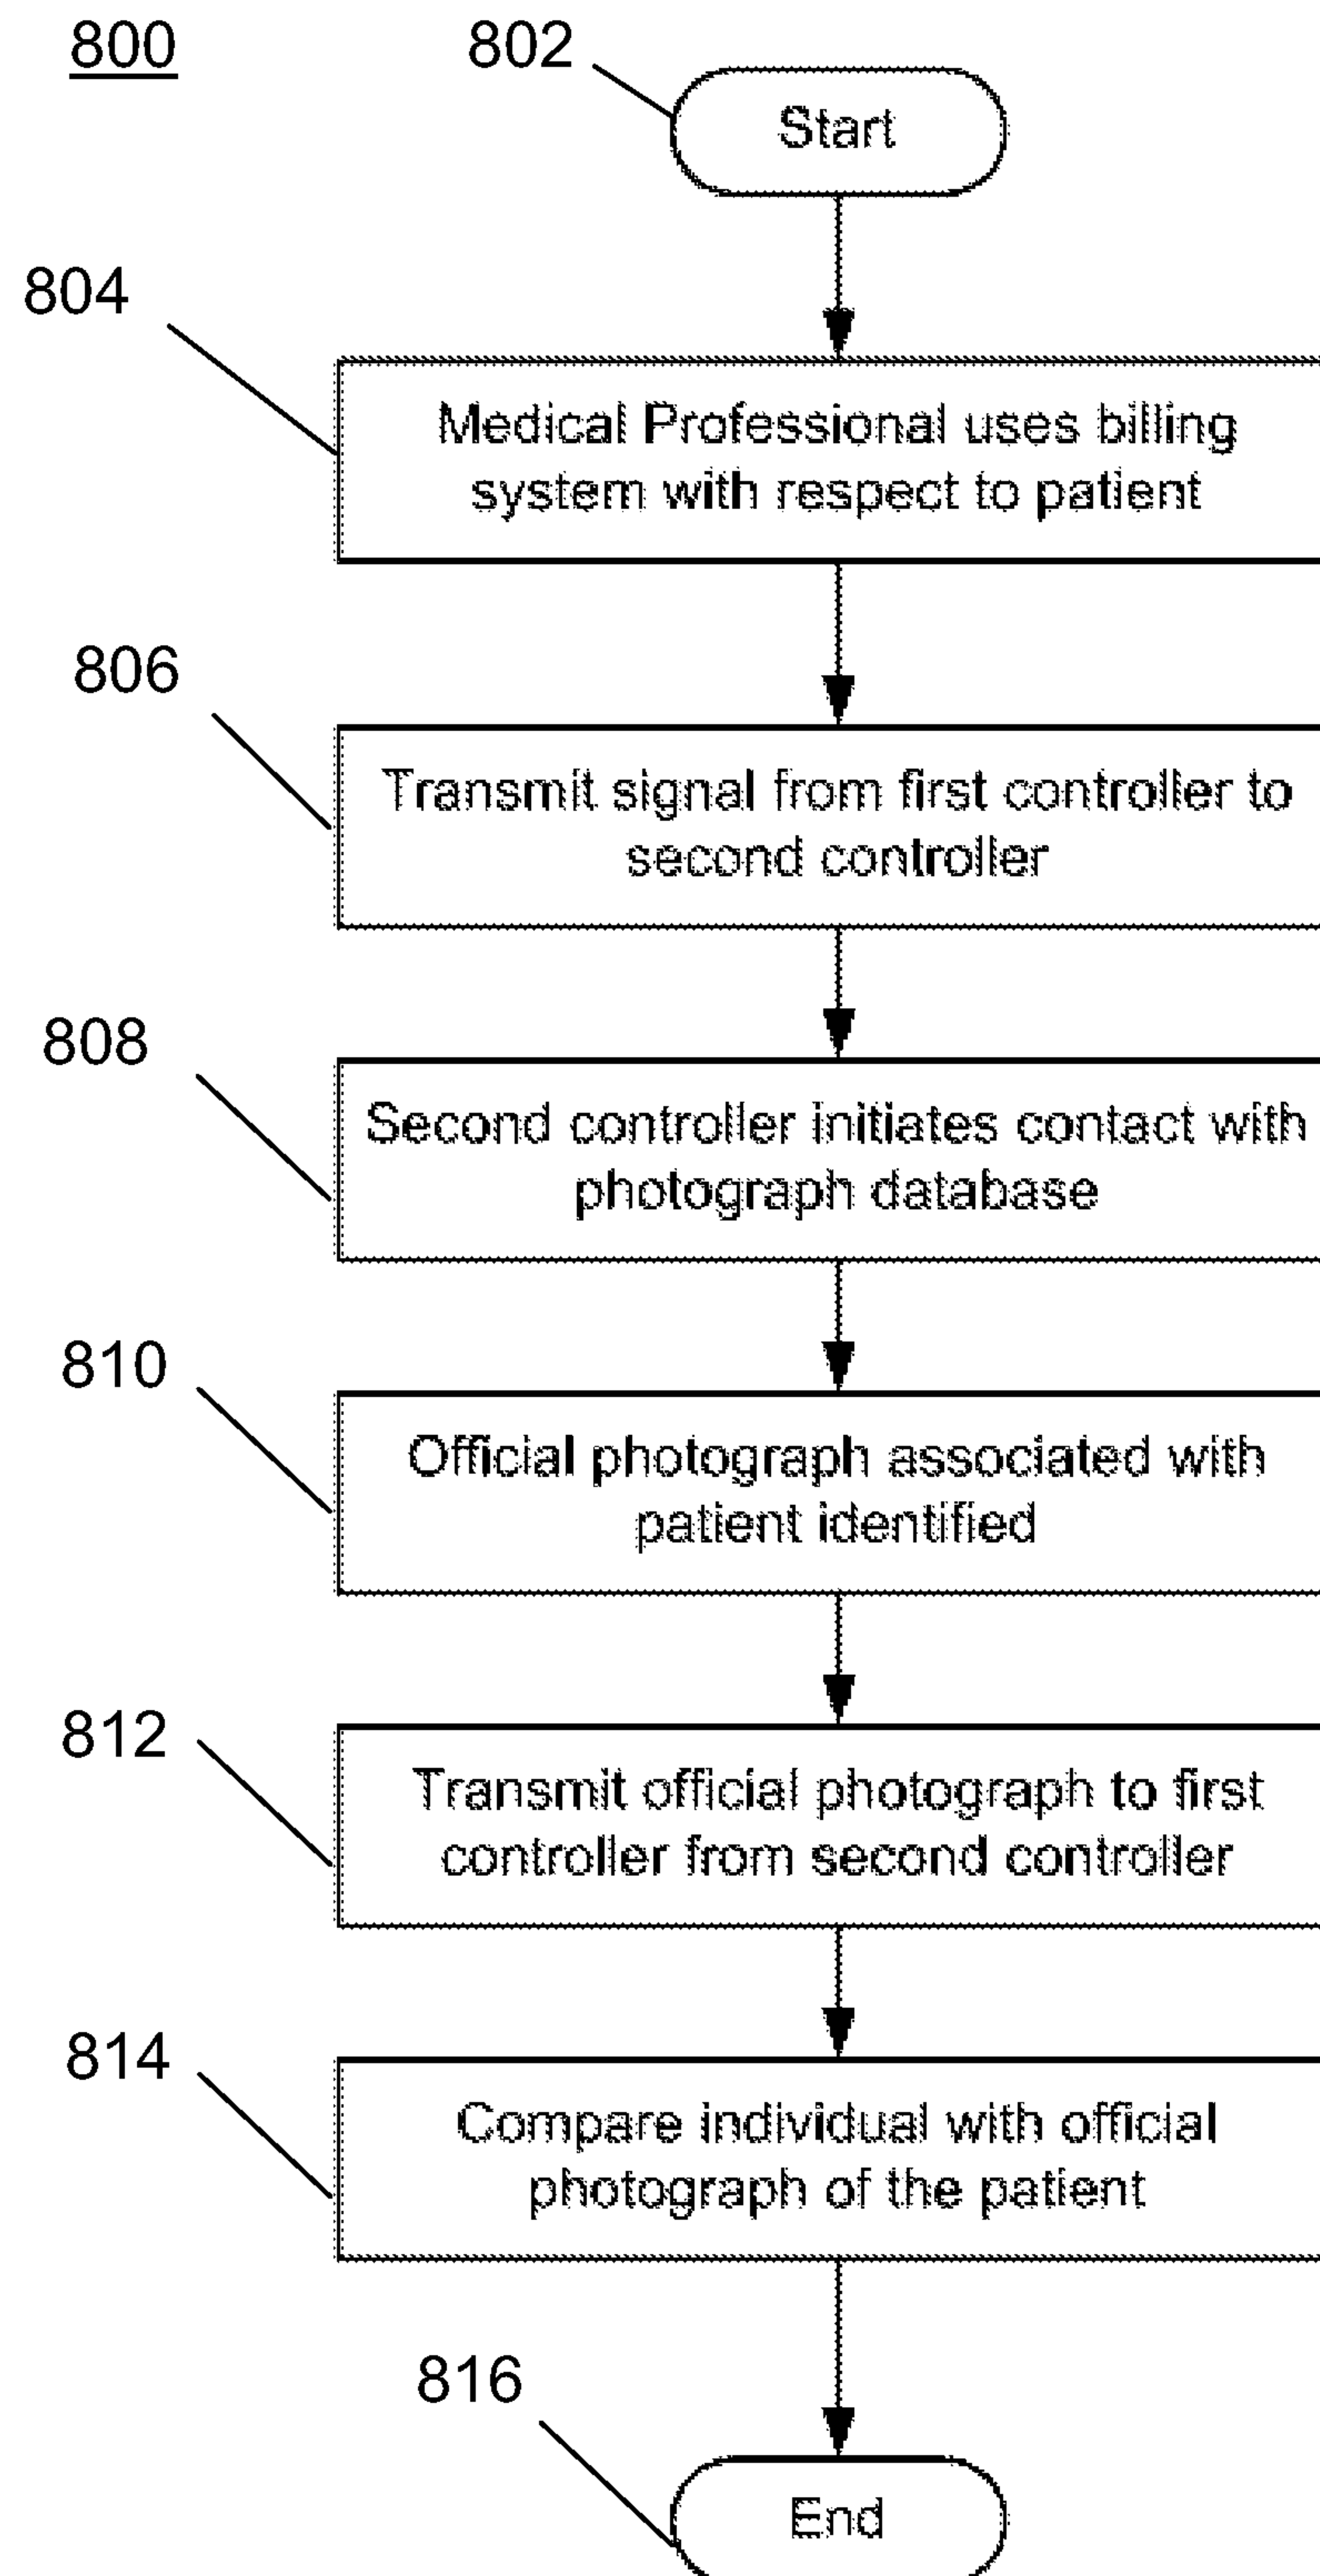 800
802
Start
804
Medical Professional uses billing
system with respect to patient
806
Transmit signal from first controller to
second controller
808
Second controller initiates contact with
photograph database
810
Official photograph associated with
patient identified
812
Transmit official photograph to first
controller from second controller
814
Compare individual with official
photograph of the patient
816
End